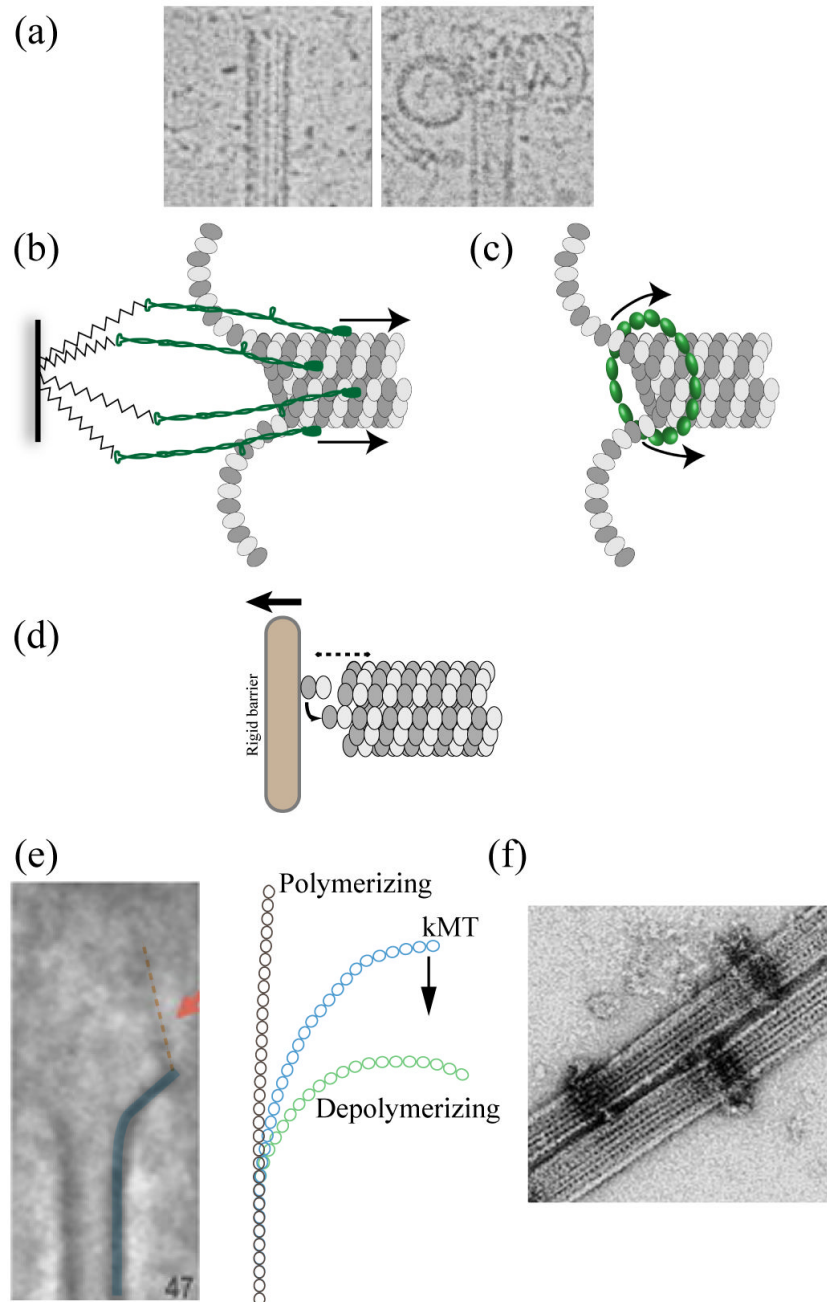 (a)
(b)
(c)
(d)
Rigid barrier
(e)
Polymerizing
kMT
Depolymerizing
47
(f)